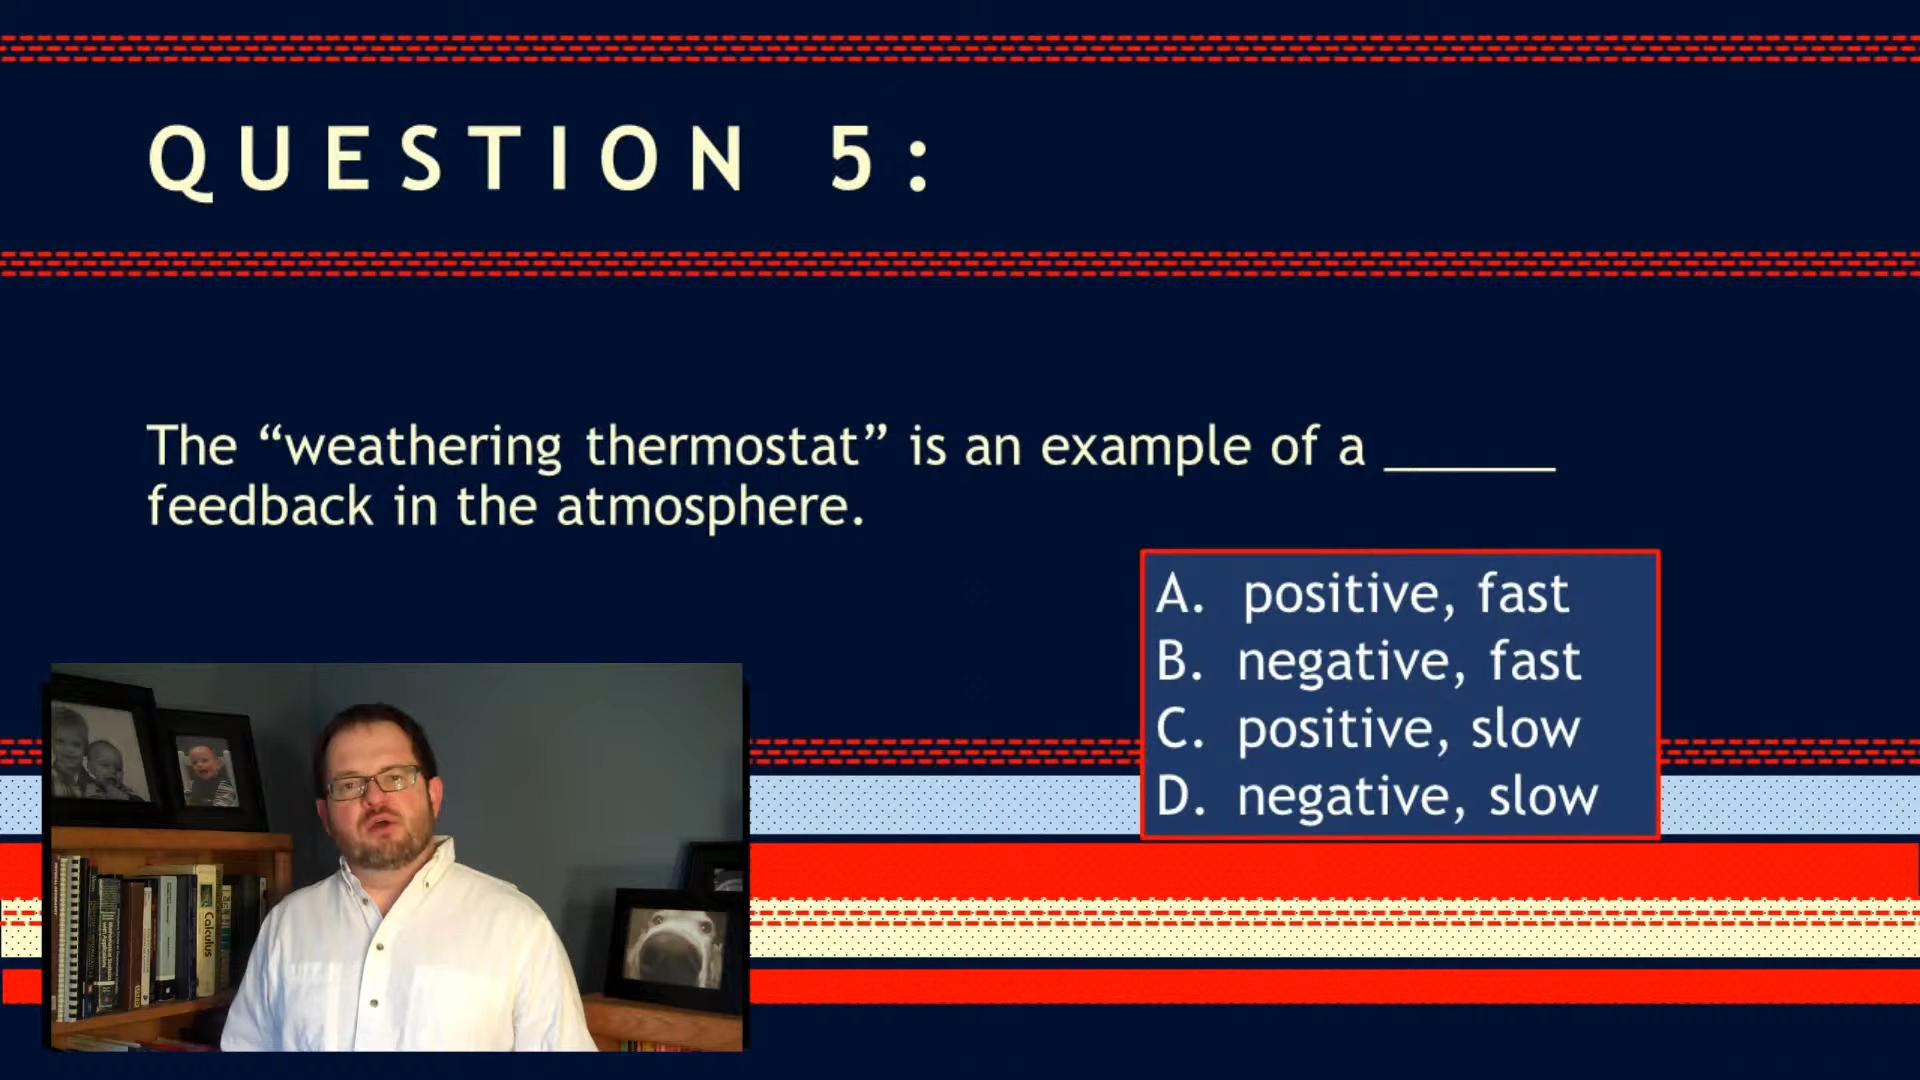 QUESTION 5:
The “weathering thermostat” is an example of a ______
feedback in the atmosphere.
A. positive, fast
B. negative, fast
C. positive, slow
D. negative, slow
Calculus